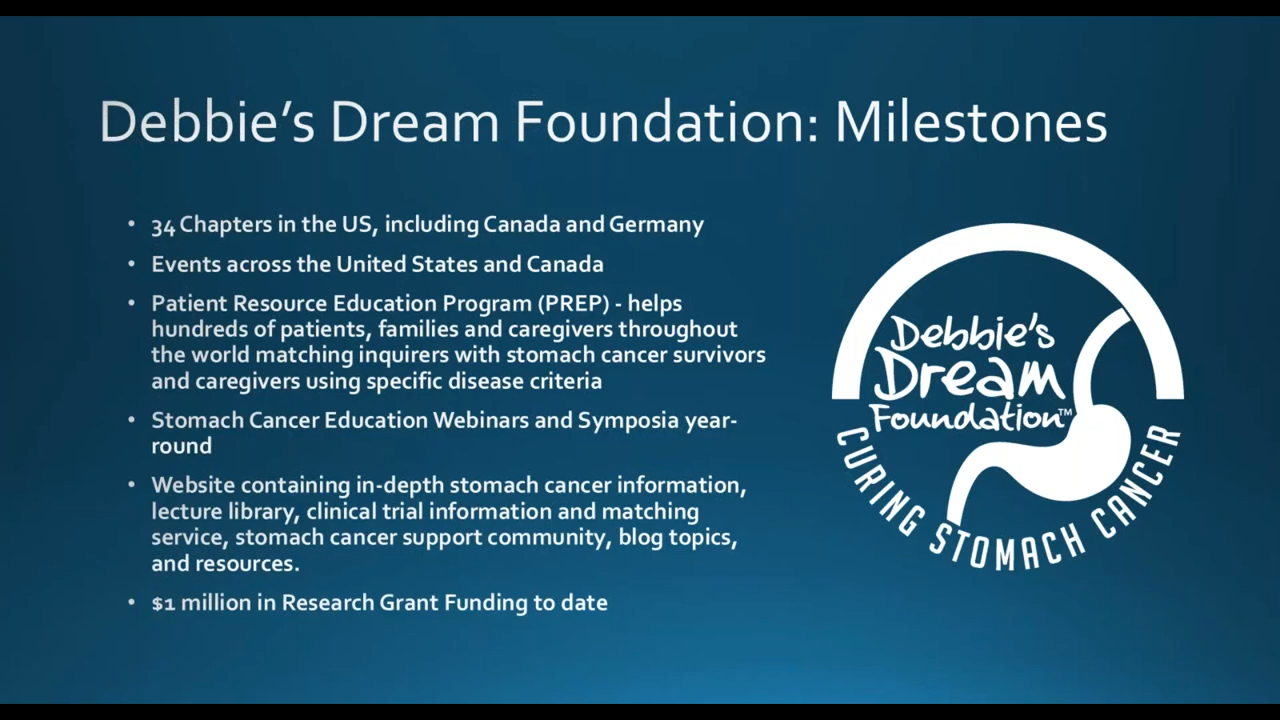 Debbie’s Dream Foundation: Milestones
• 34 Chapters in the US, including Canada and Germany
• Events across the United States and Canada
• Patient Resource Education Program (PREP) - helps
hundreds of patients, families and caregivers throughout
the world matching inquirers with stomach cancer survivors
and caregivers using specific disease criteria
• Stomach Cancer Education Webinars and Symposia year-
round
• Website containing in-depth stomach cancer information,
lecture library, clinical trial information and matching
service, stomach cancer support community, blog topics,
and resources.
• $1 million in Research Grant Funding to date
Debbie’s
Dream
Foundation™
CURING STOMACH CANCER